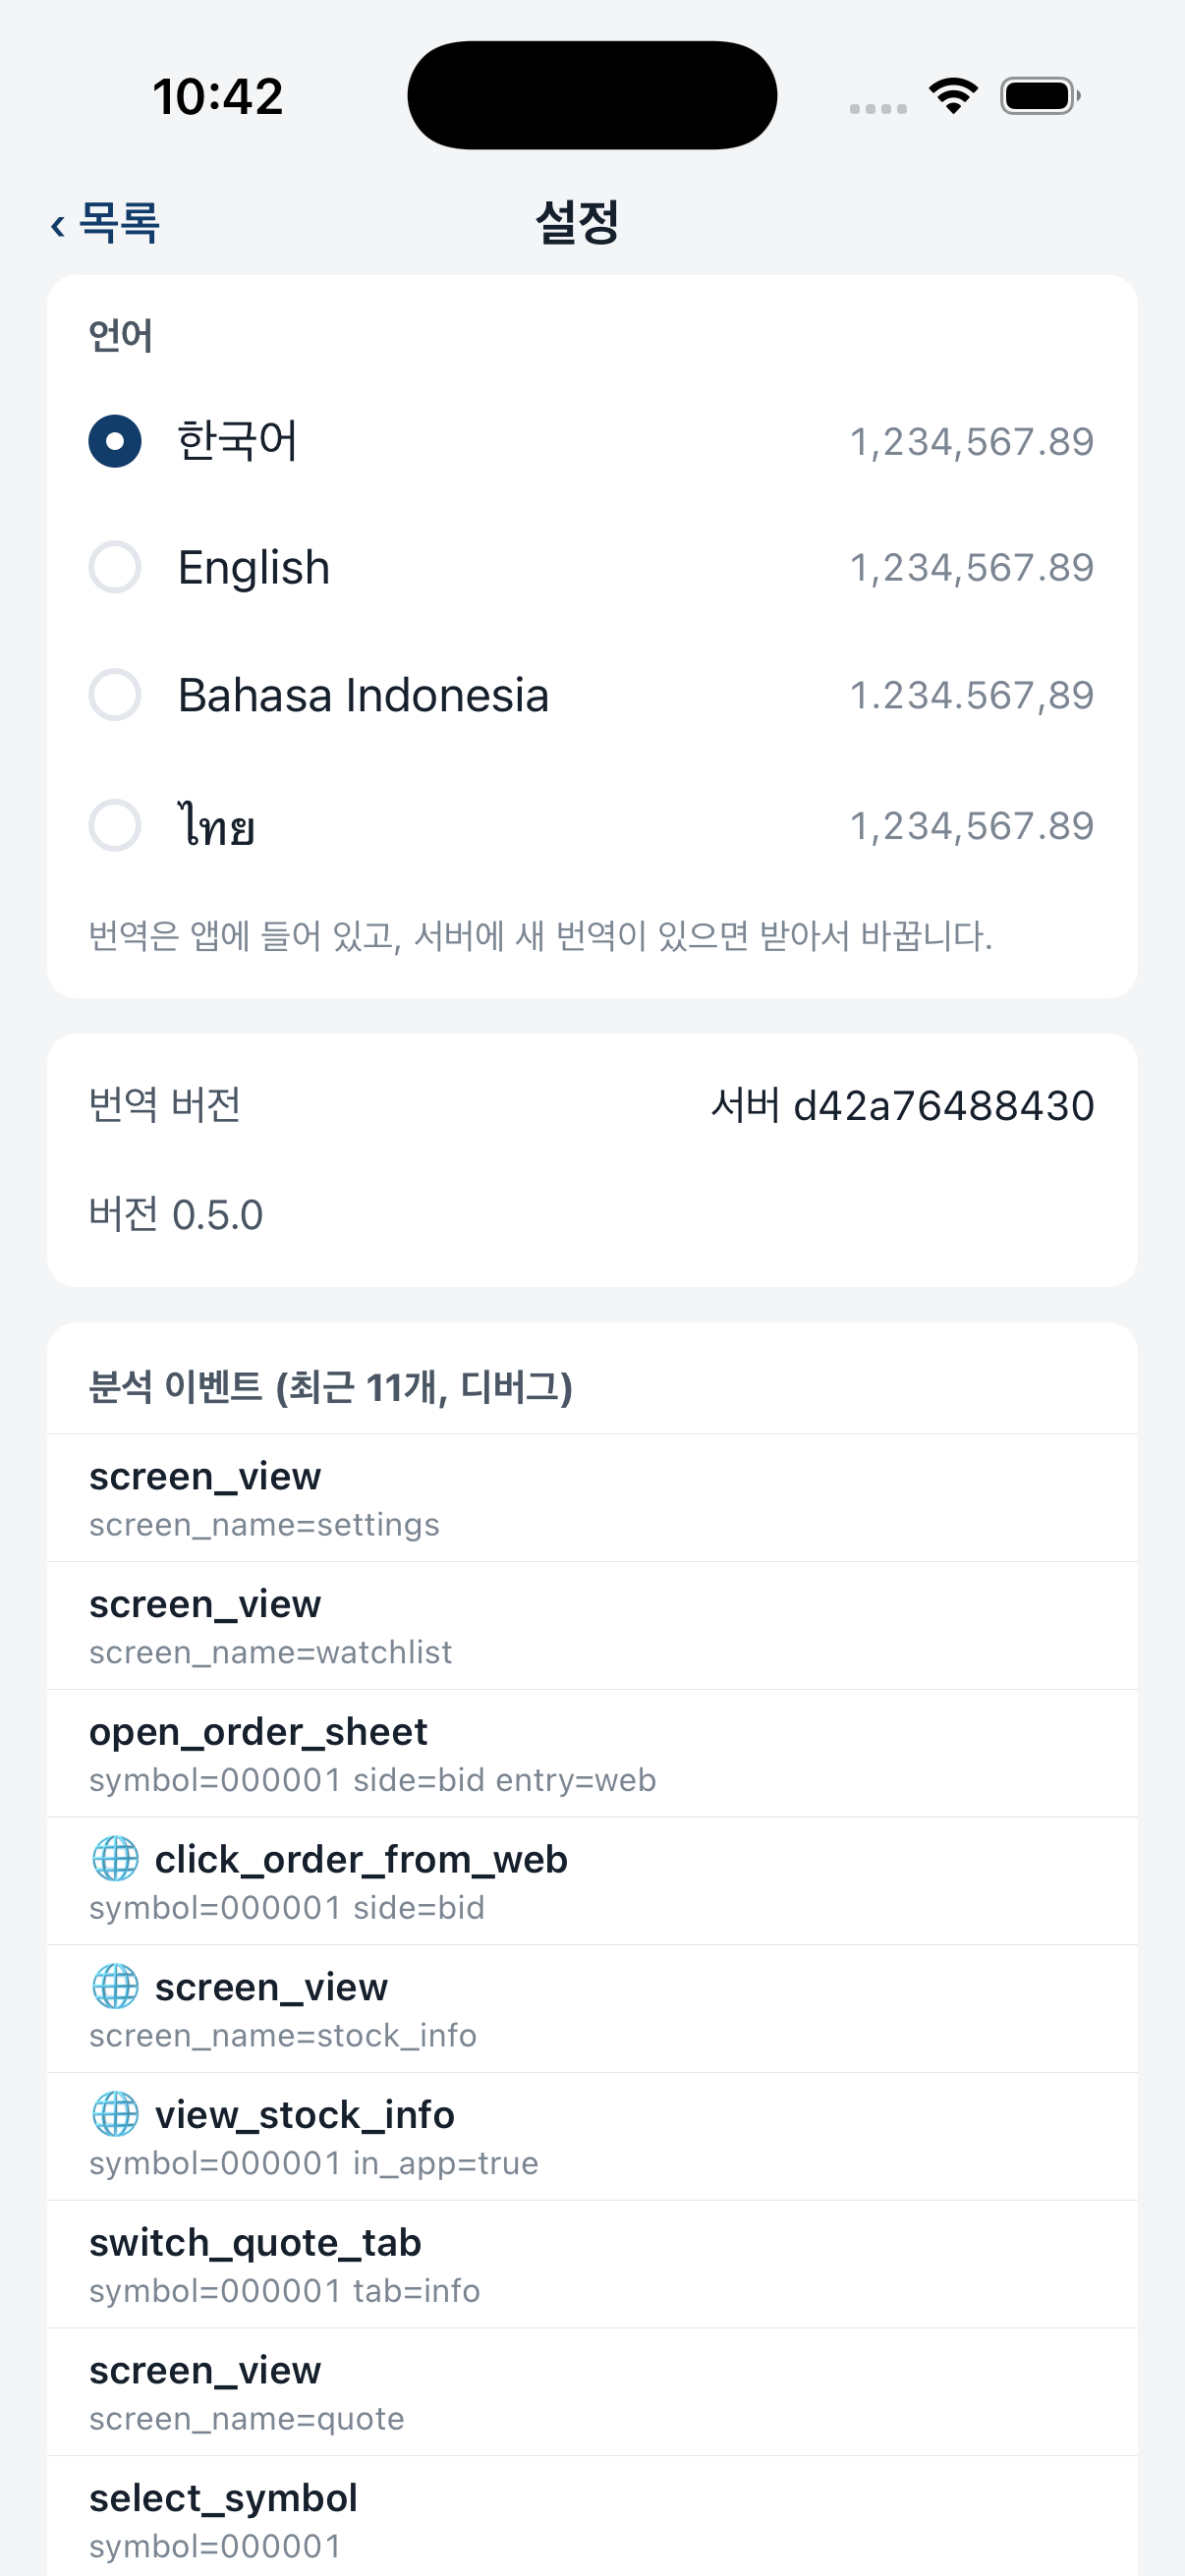 10:42
‹ 목록
설정
언어
한국어 1,234,567.89
English 1,234,567.89
Bahasa Indonesia 1.234.567,89
ไทย 1,234,567.89
번역은 앱에 들어 있고, 서버에 새 번역이 있으면 받아서 바꿉니다.
번역 버전 서버 d42a76488430
버전 0.5.0
분석 이벤트 (최근 11개, 디버그)
screen_view
screen_name=settings
screen_view
screen_name=watchlist
open_order_sheet
symbol=000001 side=bid entry=web
🌐 click_order_from_web
symbol=000001 side=bid
🌐 screen_view
screen_name=stock_info
🌐 view_stock_info
symbol=000001 in_app=true
switch_quote_tab
symbol=000001 tab=info
screen_view
screen_name=quote
select_symbol
symbol=000001